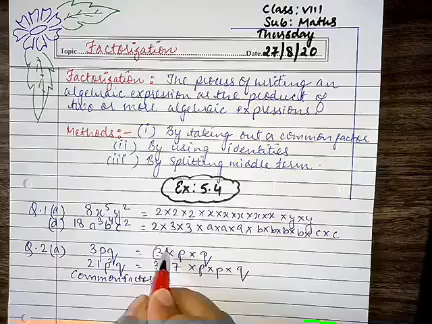 Class: VIII
Sub: Maths
Thursday
Topic Factorization Date 27/8/20
Factorization: The process of writing an
algebraic expression as the product of
two or more algebraic expressions
Methods:- (i) By taking out a common factor
(ii) By using identities
(iii) By splitting middle term.
Ex: 5.4
Q.1(a) 8x⁵y² = 2×2×2×x×x×x×x×x×y×y
(d) 18a³b⁴c² = 2×3×3×a×a×a×b×b×b×b×c×c
Q.2(a) 3pq = 3×p×q
21p²q = 3×7×p×p×q
Common factor